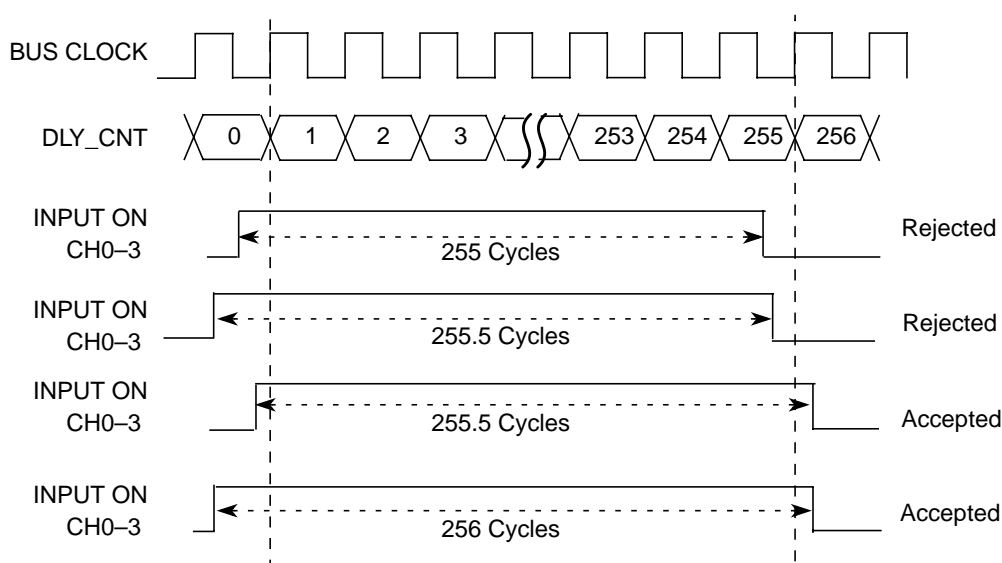 BUS CLOCK
DLY_CNT
0 1 2 3 253 254 255 256
INPUT ON
CH0–3
255 Cycles
Rejected
INPUT ON
CH0–3
255.5 Cycles
Rejected
INPUT ON
CH0–3
255.5 Cycles
Accepted
INPUT ON
CH0–3
256 Cycles
Accepted